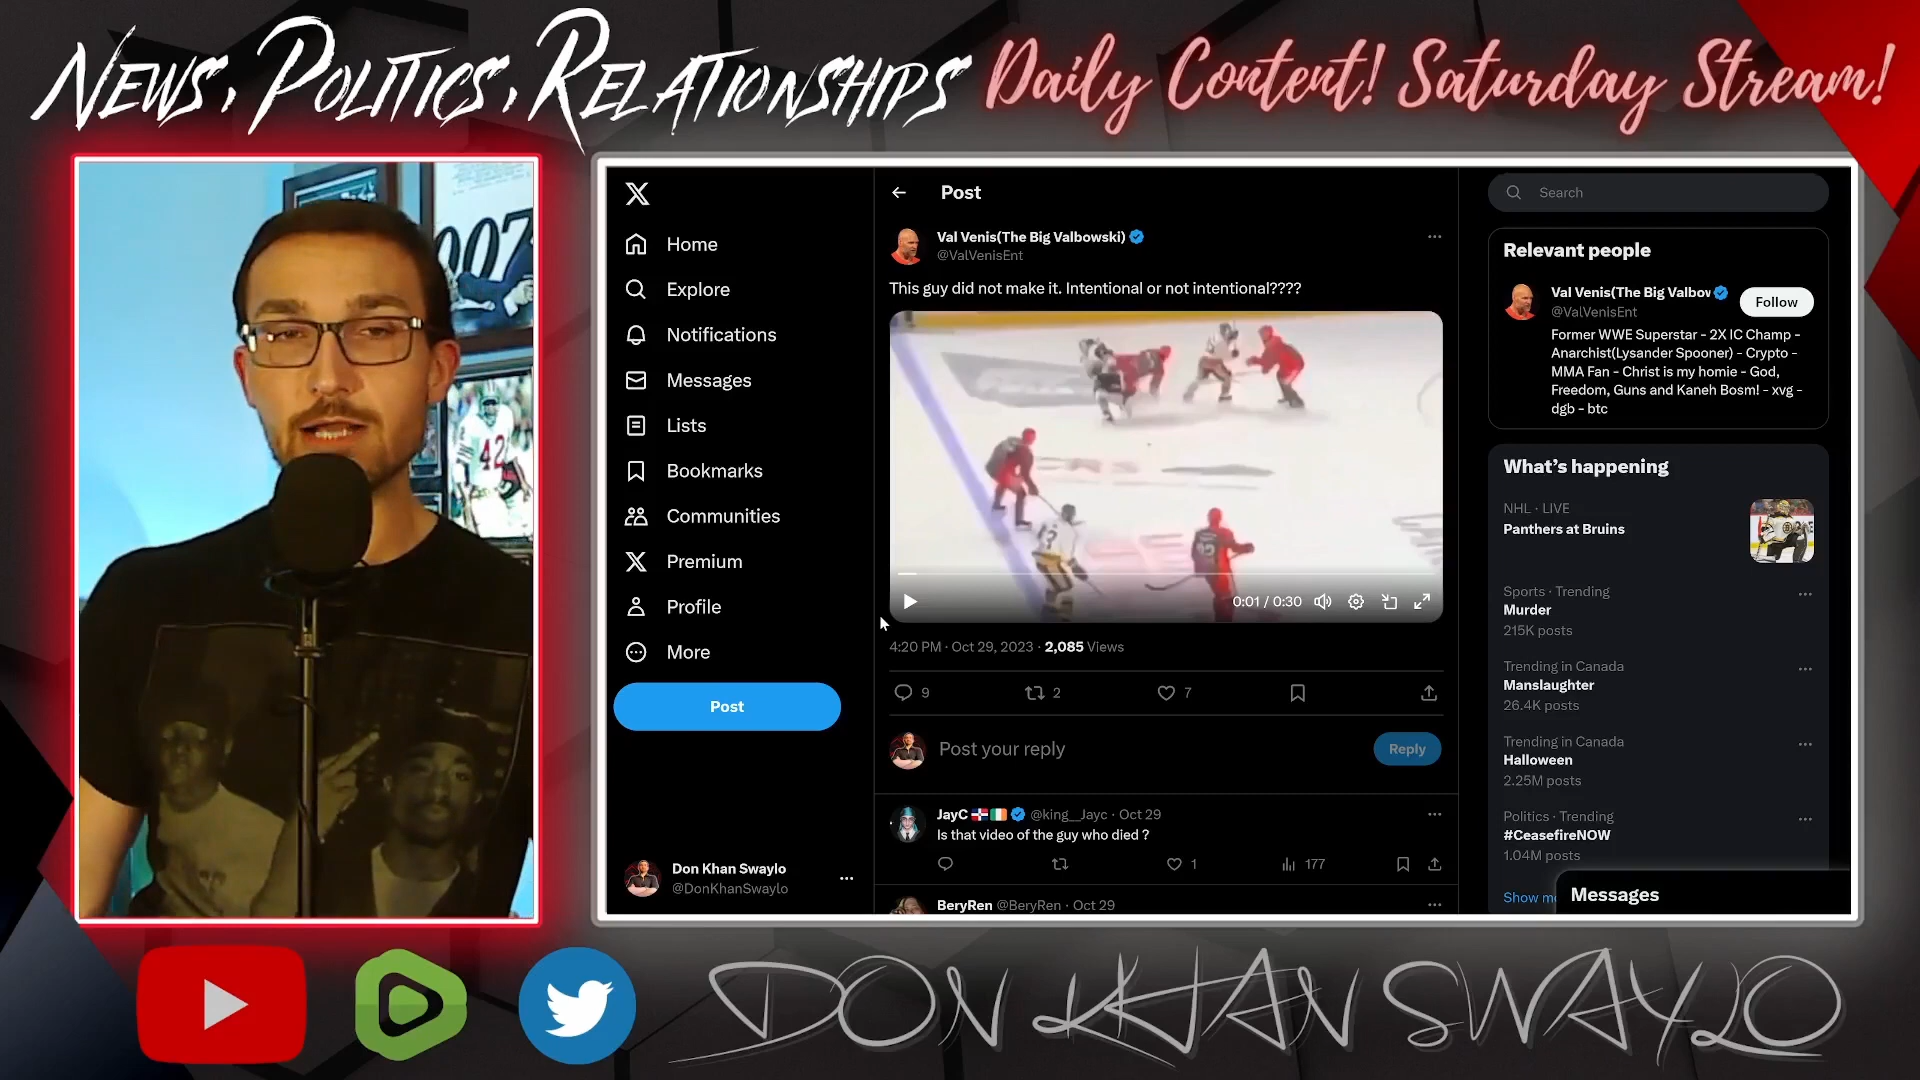 NEWS, POLITICS, RELATIONSHIPS Daily Content! Saturday Stream!
007
42
X
Home
Explore
Notifications
Messages
Lists
Bookmarks
Communities
Premium
Profile
More
Post
Don Khan Swaylo
@DonKhanSwaylo
Post
Val Venis(The Big Valbowski)
@ValVenisEnt
This guy did not make it. Intentional or not intentional????
0:01 / 0:30
4:20 PM · Oct 29, 2023 · 2,085 Views
9 2 7
Post your reply
Reply
JayC @king__Jayc · Oct 29
Is that video of the guy who died ?
1 177
BeryRen @BeryRen · Oct 29
Search
Relevant people
Val Venis(The Big Valbov
@ValVenisEnt
Follow
Former WWE Superstar - 2X IC Champ -
Anarchist(Lysander Spooner) - Crypto -
MMA Fan - Christ is my homie - God,
Freedom, Guns and Kaneh Bosm! - xvg -
dgb - btc
What's happening
NHL · LIVE
Panthers at Bruins
Sports · Trending
Murder
215K posts
Trending in Canada
Manslaughter
26.4K posts
Trending in Canada
Halloween
2.25M posts
Politics · Trending
#CeasefireNOW
1.04M posts
Show mo
Messages
DON KHAN SWAYLO